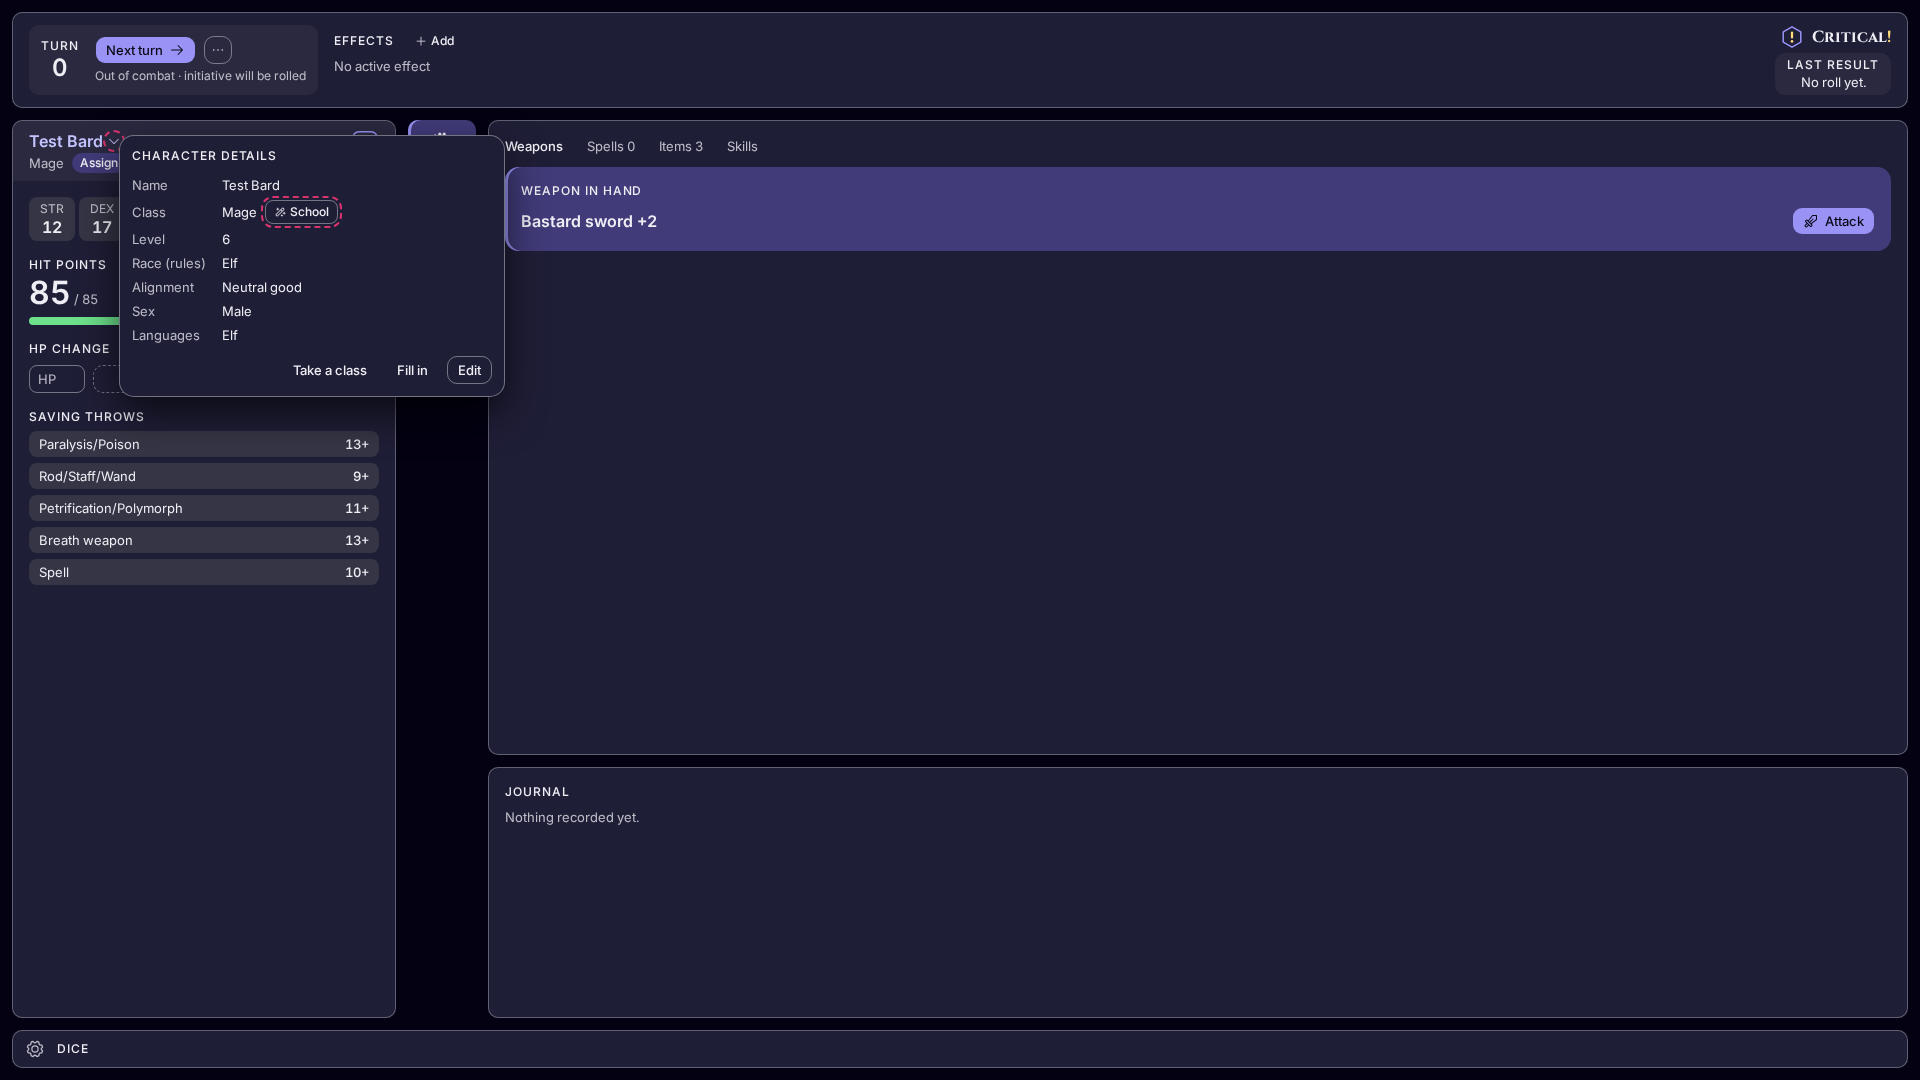 TURN
0
Next turn
Out of combat · initiative will be rolled
EFFECTS
Add
No active effect
CRITICAL!
LAST RESULT
No roll yet.
Test Bard
Mage
Assign
STR
12
DEX
17
HIT POINTS
85 / 85
HP CHANGE
HP
SAVING THROWS
Paralysis/Poison 13+
Rod/Staff/Wand 9+
Petrification/Polymorph 11+
Breath weapon 13+
Spell 10+
CHARACTER DETAILS
Name Test Bard
Class Mage School
Level 6
Race (rules) Elf
Alignment Neutral good
Sex Male
Languages Elf
Take a class Fill in Edit
Weapons Spells 0 Items 3 Skills
WEAPON IN HAND
Bastard sword +2
Attack
JOURNAL
Nothing recorded yet.
DICE